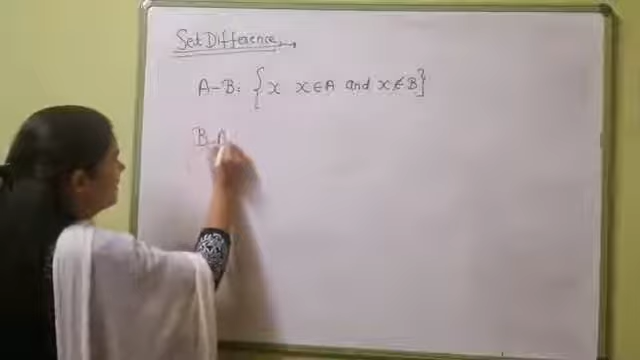 Set Difference
A-B: { x x∈A and x∉B}
B-A